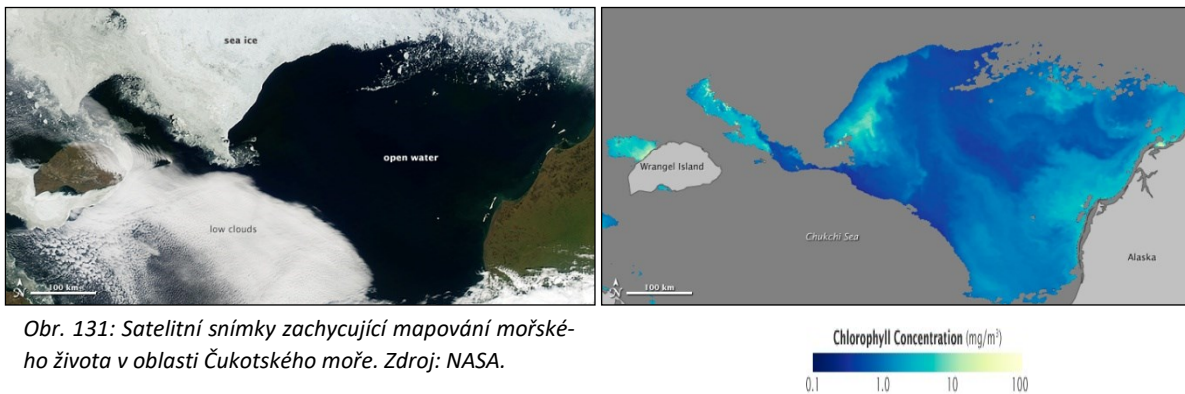 sea ice
open water
low clouds
N
100 km
Wrangel Island
Chukchi Sea
Alaska
N
100 km
Obr. 131: Satelitní snímky zachycující mapování mořské-
ho života v oblasti Čukotského moře. Zdroj: NASA.
Chlorophyll Concentration (mg/m³)
0.1 1.0 10 100